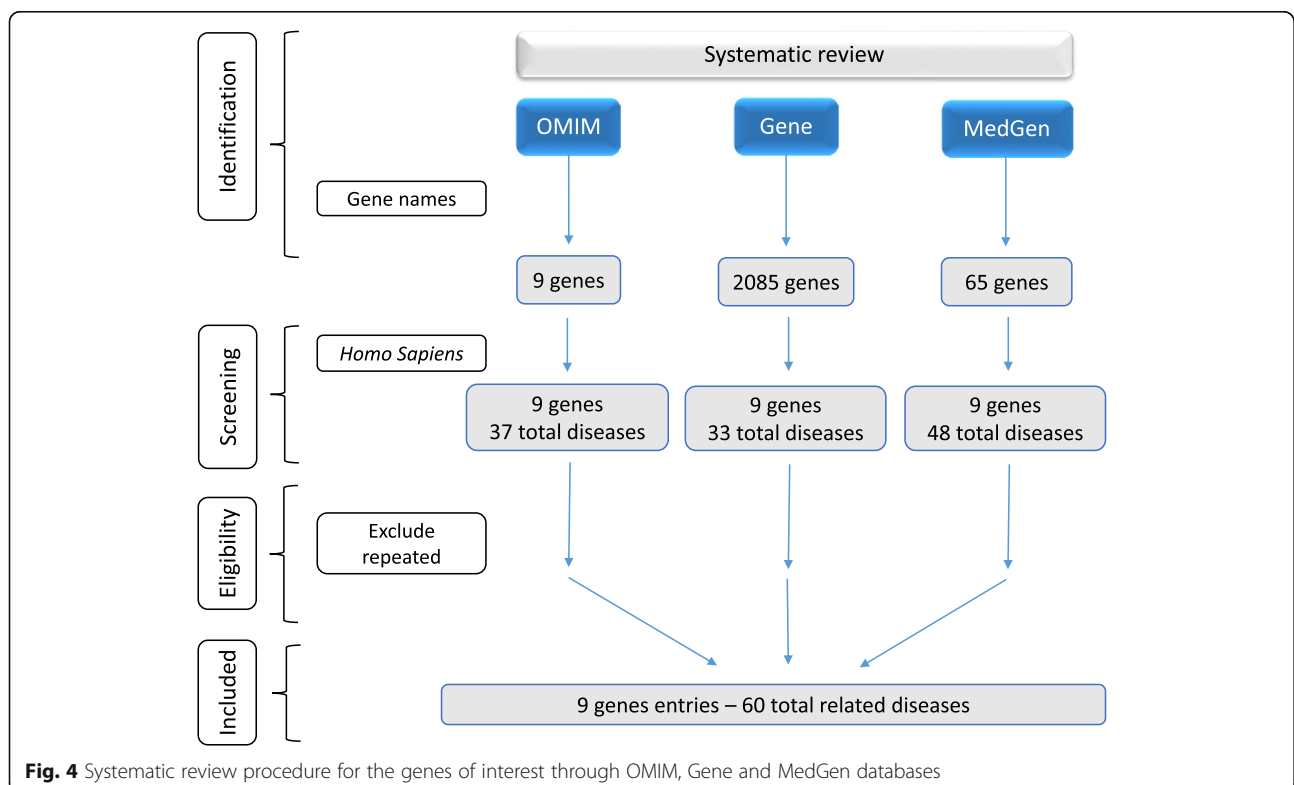 Systematic review
Identification
OMIM
Gene
MedGen
Gene names
9 genes
2085 genes
65 genes
Screening
Homo Sapiens
9 genes
37 total diseases
9 genes
33 total diseases
9 genes
48 total diseases
Eligibility
Exclude
repeated
Included
9 genes entries – 60 total related diseases
Fig. 4 Systematic review procedure for the genes of interest through OMIM, Gene and MedGen databases